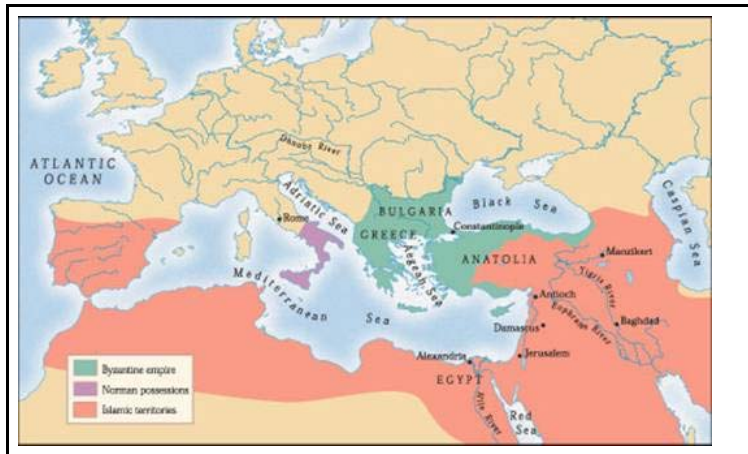 ATLANTIC
OCEAN
Danube River
Adriatic Sea
Rome
BULGARIA
Black Sea
Caspian Sea
Constantinople
GREECE
Aegean Sea
ANATOLIA
Manzikert
Mediterranean Sea
Tigris River
Antioch
Euphrates River
Damascus
Baghdad
Alexandria
Jerusalem
EGYPT
Nile River
Red
Sea
Byzantine empire
Norman possessions
Islamic territories